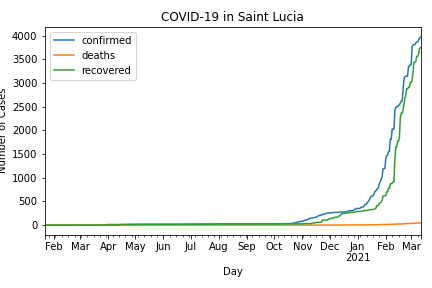 COVID-19 in Saint Lucia
confirmed
deaths
recovered
4000
3500
3000
2500
2000
1500
1000
500
0
Number of Cases
Feb Mar Apr May Jun Jul Aug Sep Oct Nov Dec Jan Feb Mar
2021
Day